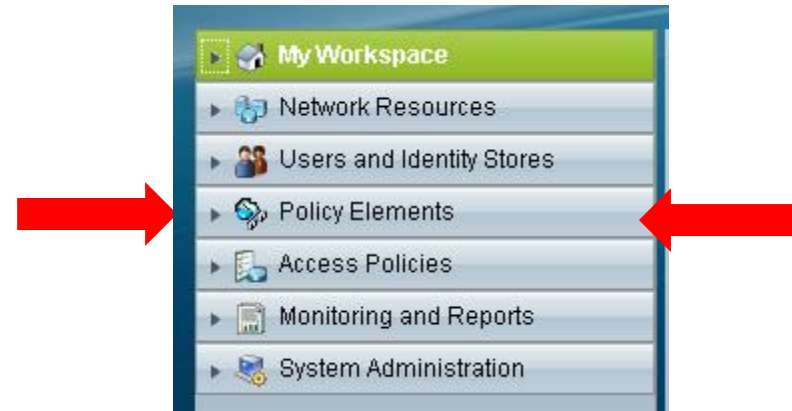 My Workspace
Network Resources
Users and Identity Stores
Policy Elements
Access Policies
Monitoring and Reports
System Administration